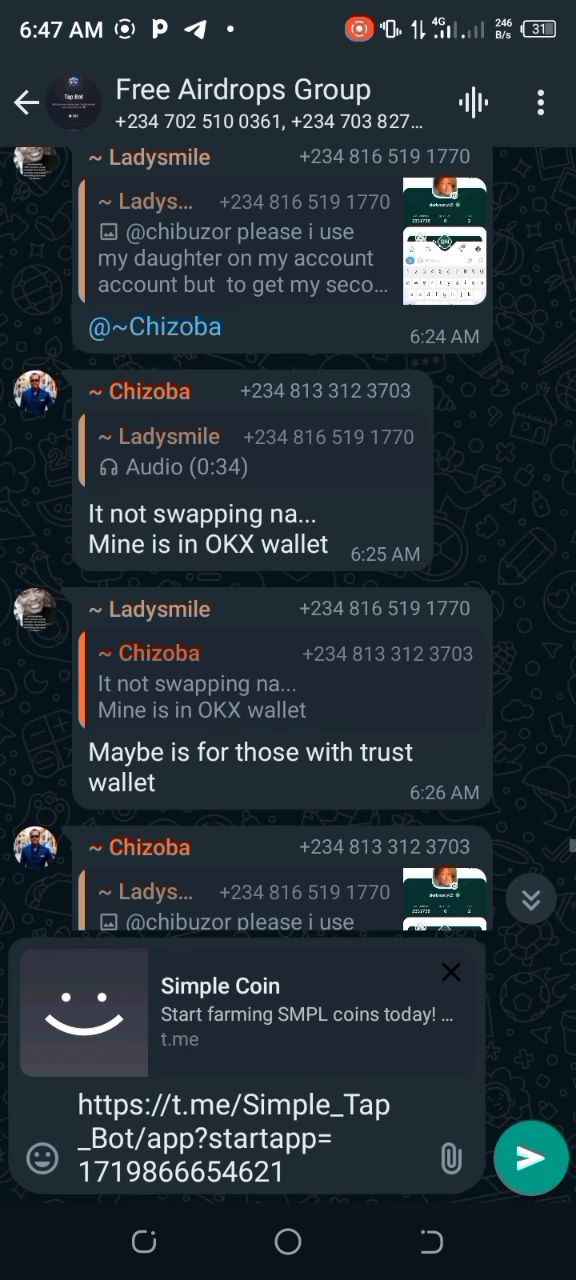 6:47 AM
4G
246
B/s
31
Free Airdrops Group
+234 702 510 0361, +234 703 827...
~ Ladysmile +234 816 519 1770
~ Ladys... +234 816 519 1770
@chibuzor please i use
my daughter on my account
account but to get my seco...
@~Chizoba
6:24 AM
~ Chizoba +234 813 312 3703
~ Ladysmile +234 816 519 1770
Audio (0:34)
It not swapping na...
Mine is in OKX wallet
6:25 AM
~ Ladysmile +234 816 519 1770
~ Chizoba +234 813 312 3703
It not swapping na...
Mine is in OKX wallet
Maybe is for those with trust
wallet
6:26 AM
~ Chizoba +234 813 312 3703
~ Ladys... +234 816 519 1770
@chibuzor please i use
Simple Coin
Start farming SMPL coins today! ...
t.me
https://t.me/Simple_Tap
_Bot/app?startapp=
1719866654621